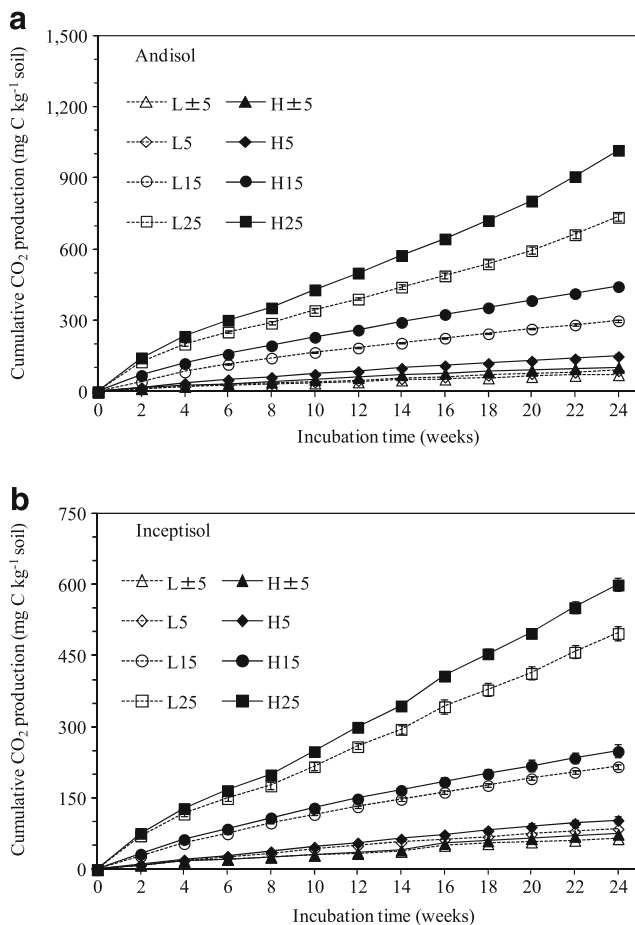 a
1,500
Andisol
1200
L±5 H±5
L5 H5
900
L15 H15
L25 H25
600
300
0
0 2 4 6 8 10 12 14 16 18 20 22 24
Cumulative CO₂ production (mg C kg⁻¹ soil)
Incubation time (weeks)
b
750
Inceptisol
600
L±5 H±5
L5 H5
450
L15 H15
L25 H25
300
150
0
0 2 4 6 8 10 12 14 16 18 20 22 24
Cumulative CO₂ production (mg C kg⁻¹ soil)
Incubation time (weeks)